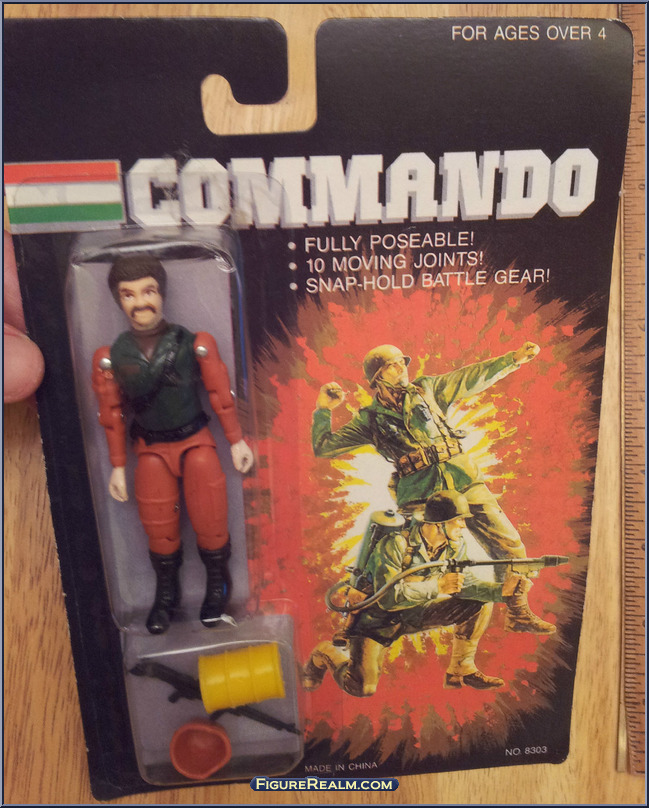 FOR AGES OVER 4
COMMANDO
• FULLY POSEABLE!
• 10 MOVING JOINTS!
• SNAP-HOLD BATTLE GEAR!
NO. 8303
MADE IN CHINA
FIGUREREALM.COM